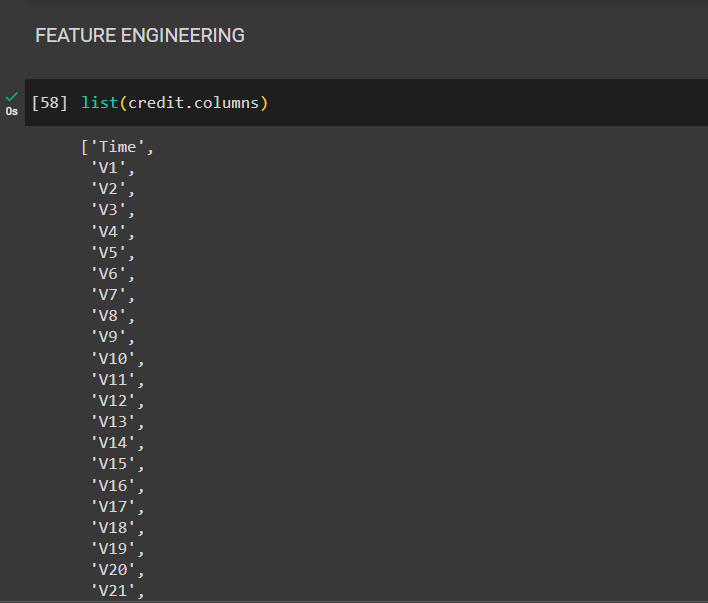 FEATURE ENGINEERING
[58] list(credit.columns)
0s
['Time',
'V1',
'V2',
'V3',
'V4',
'V5',
'V6',
'V7',
'V8',
'V9',
'V10',
'V11',
'V12',
'V13',
'V14',
'V15',
'V16',
'V17',
'V18',
'V19',
'V20',
'V21',